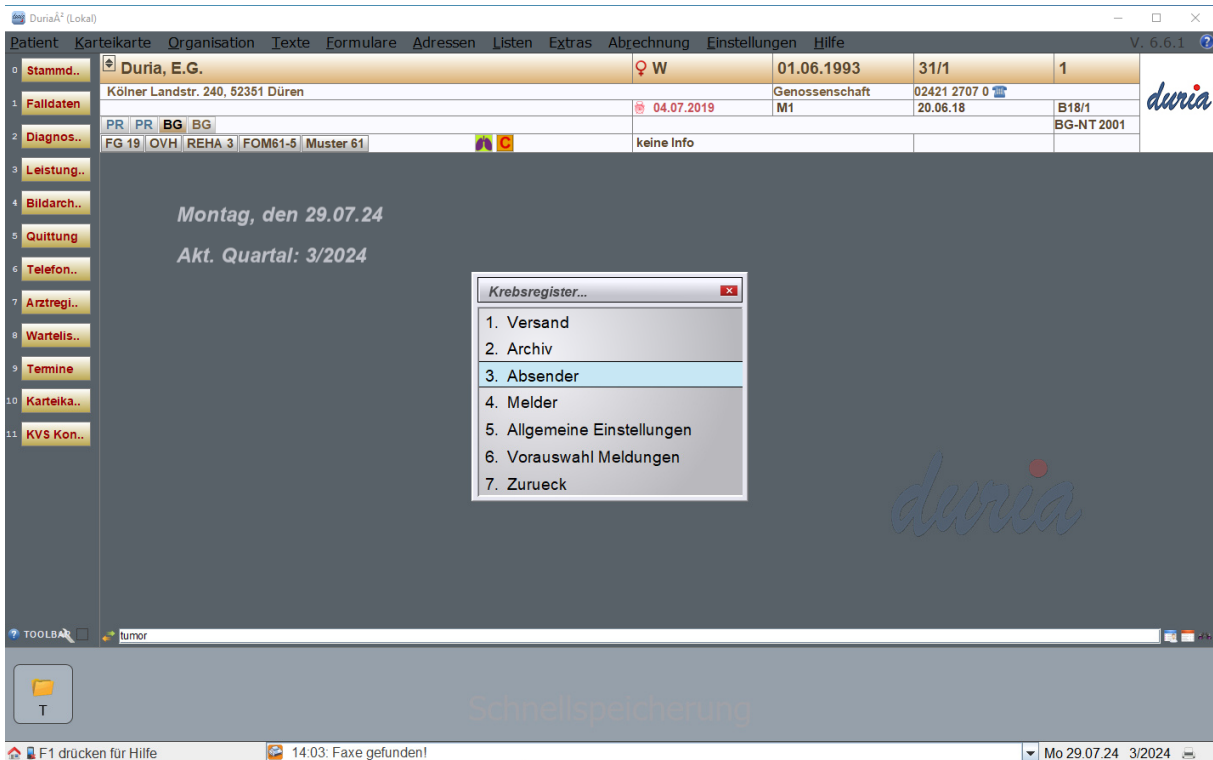 DuriaÂ² (Lokal)
Patient Karteikarte Organisation Texte Formulare Adressen Listen Extras Abrechnung Einstellungen Hilfe V. 6.6.1 ?
0 Stammd.. Duria, E.G. W 01.06.1993 31/1 1
Kölner Landstr. 240, 52351 Düren Genossenschaft 02421 2707 0
1 Falldaten 04.07.2019 M1 20.06.18 B18/1
duria
PR PR BG BG BG-NT 2001
2 Diagnos.. FG 19 OVH REHA 3 FOM61-5 Muster 61 C keine Info
3 Leistung..
4 Bildarch..
Montag, den 29.07.24
5 Quittung
Akt. Quartal: 3/2024
6 Telefon..
7 Arztregi..
8 Wartelis..
9 Termine
10 Karteika..
11 KVS Kon..
Krebsregister...
1. Versand
2. Archiv
3. Absender
4. Melder
5. Allgemeine Einstellungen
6. Vorauswahl Meldungen
7. Zurueck
duria
? TOOLBAR tumor
T
Schnellspeicherung
F1 drücken für Hilfe 14:03: Faxe gefunden! Mo 29.07.24 3/2024